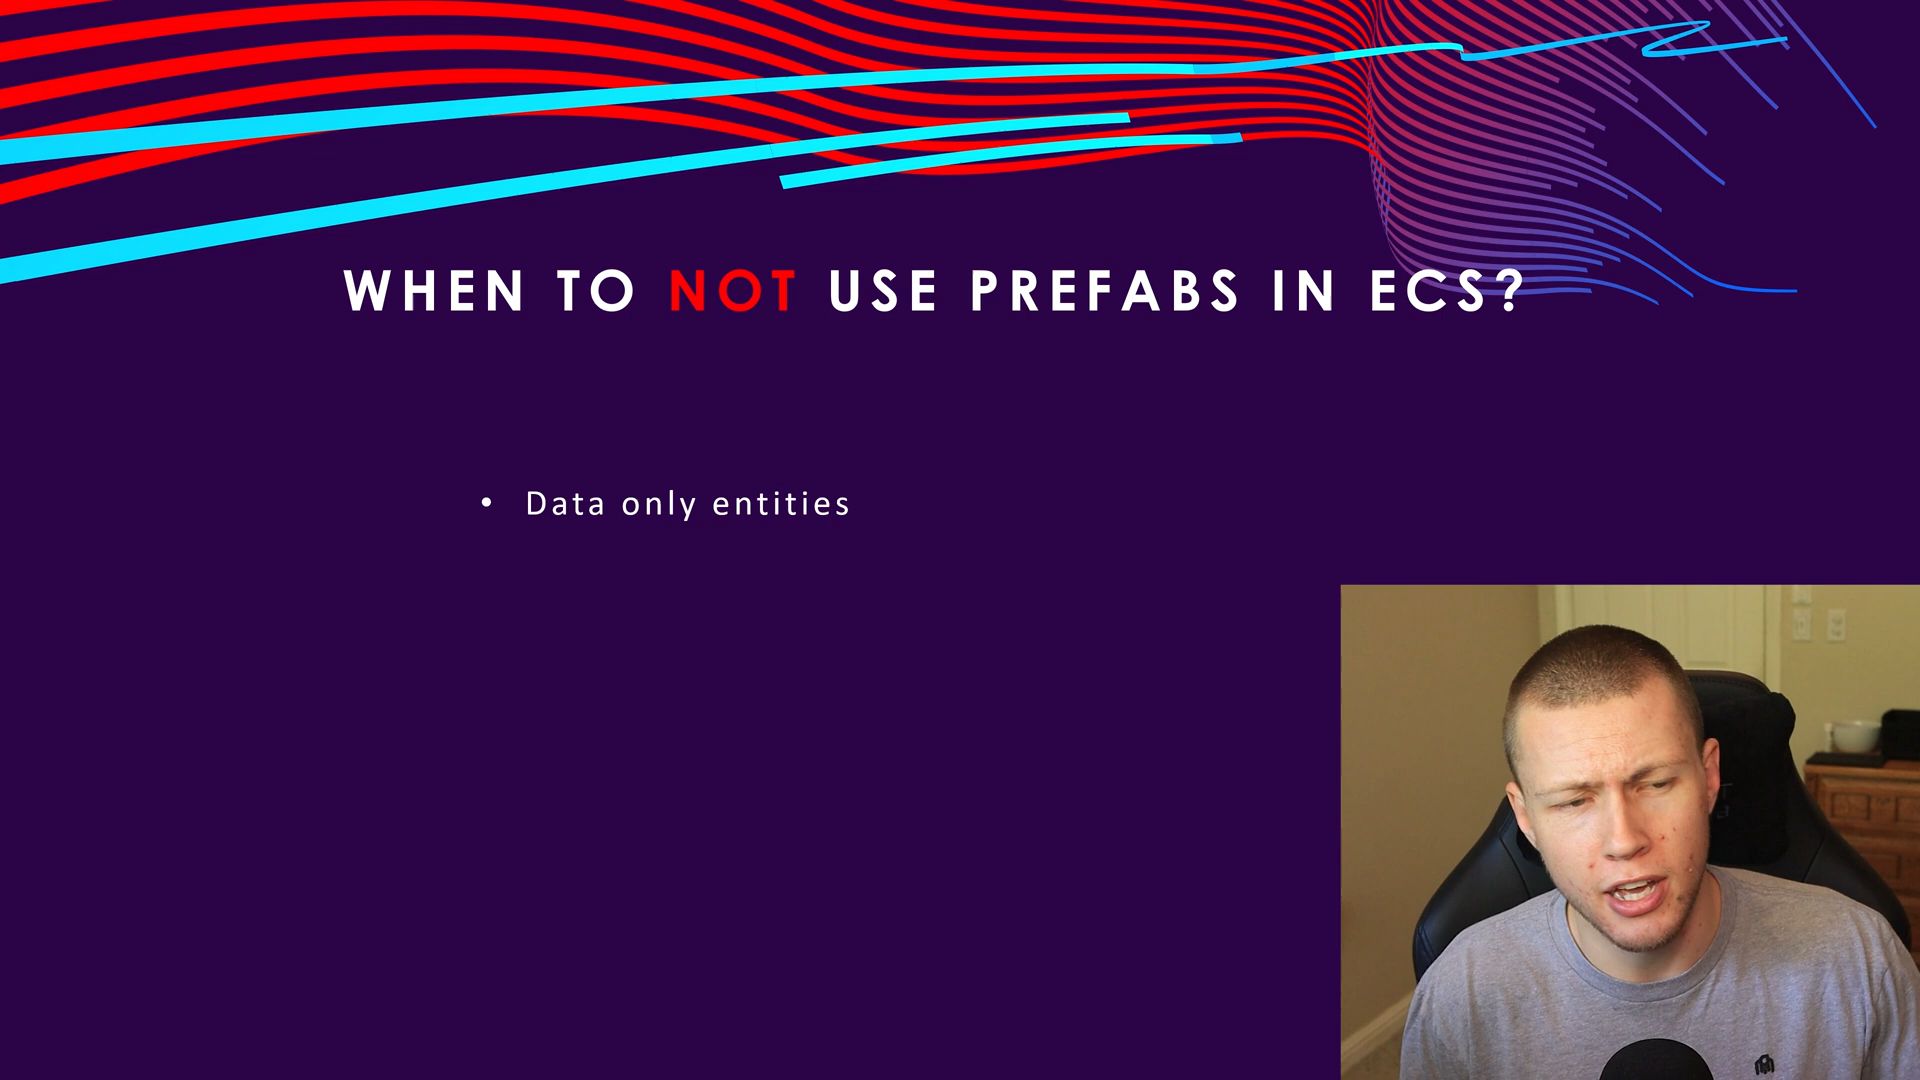 WHEN TO NOT USE PREFABS IN ECS?
• Data only entities